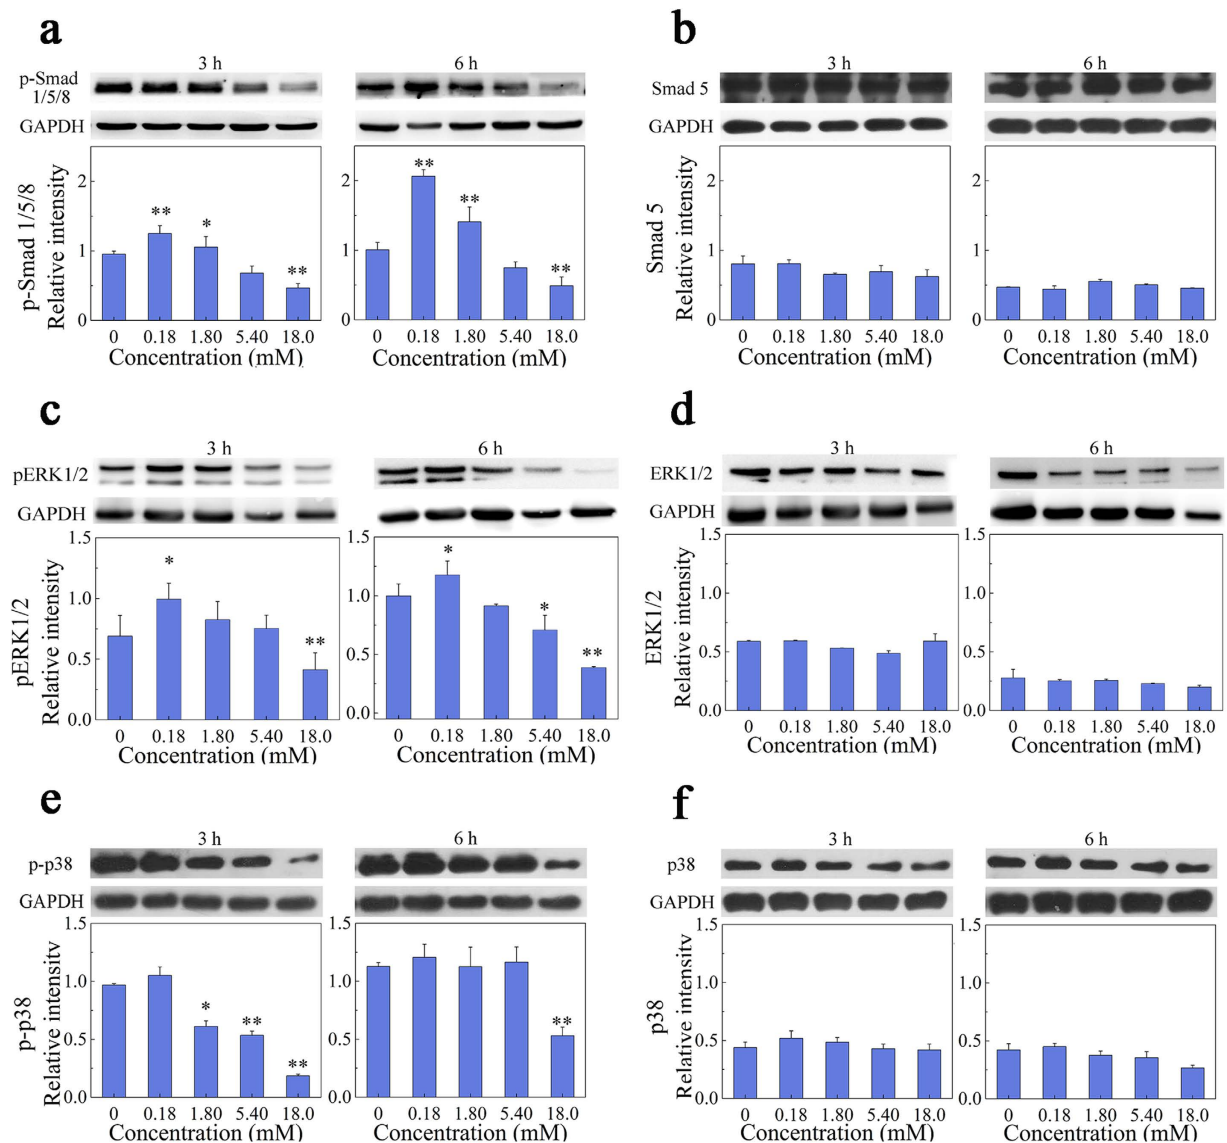 a
3 h
6 h
p-Smad
1/5/8
GAPDH
p-Smad 1/5/8
Relative intensity
2
1
0
** * **
0 0.18 1.80 5.40 18.0
Concentration (mM)
2
1
0
** ** **
0 0.18 1.80 5.40 18.0
Concentration (mM)
b
3 h
6 h
Smad 5
GAPDH
Smad 5
Relative intensity
2
1
0
0 0.18 1.80 5.40 18.0
Concentration (mM)
2
1
0
0 0.18 1.80 5.40 18.0
Concentration (mM)
c
3 h
6 h
pERK1/2
GAPDH
pERK1/2
Relative intensity
1.5
1.0
0.5
0.0
* **
0 0.18 1.80 5.40 18.0
Concentration (mM)
1.5
1.0
0.5
0.0
* * **
0 0.18 1.80 5.40 18.0
Concentration (mM)
d
3 h
6 h
ERK1/2
GAPDH
ERK1/2
Relative intensity
1.5
1.0
0.5
0.0
0 0.18 1.80 5.40 18.0
Concentration (mM)
1.5
1.0
0.5
0.0
0 0.18 1.80 5.40 18.0
Concentration (mM)
e
3 h
6 h
p-p38
GAPDH
p-p38
Relative intensity
1.5
1.0
0.5
0.0
* ** **
0 0.18 1.80 5.40 18.0
Concentration (mM)
1.5
1.0
0.5
0.0
**
0 0.18 1.80 5.40 18.0
Concentration (mM)
f
3 h
6 h
p38
GAPDH
p38
Relative intensity
1.5
1.0
0.5
0.0
0 0.18 1.80 5.40 18.0
Concentration (mM)
1.5
1.0
0.5
0.0
0 0.18 1.80 5.40 18.0
Concentration (mM)